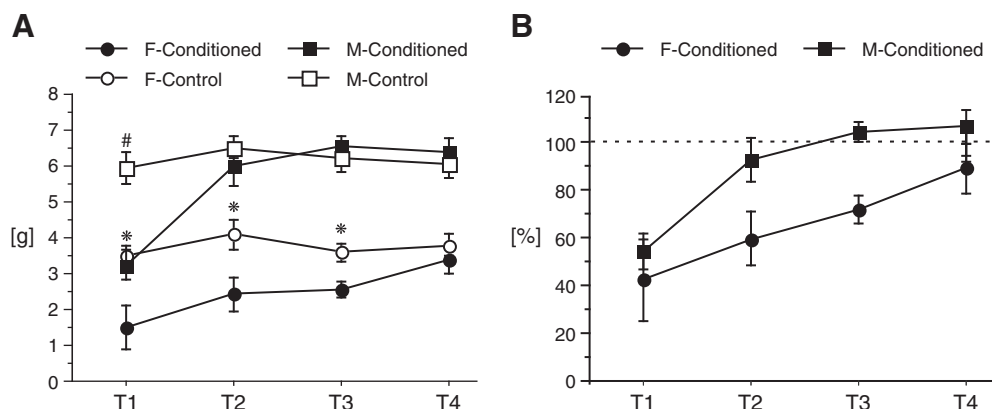 A
F-Conditioned M-Conditioned
F-Control M-Control
8
7
6
5
4
3
2
1
0
[g]
#
*
*
*
T1 T2 T3 T4
B
F-Conditioned M-Conditioned
120
100
80
60
40
20
0
[%]
T1 T2 T3 T4